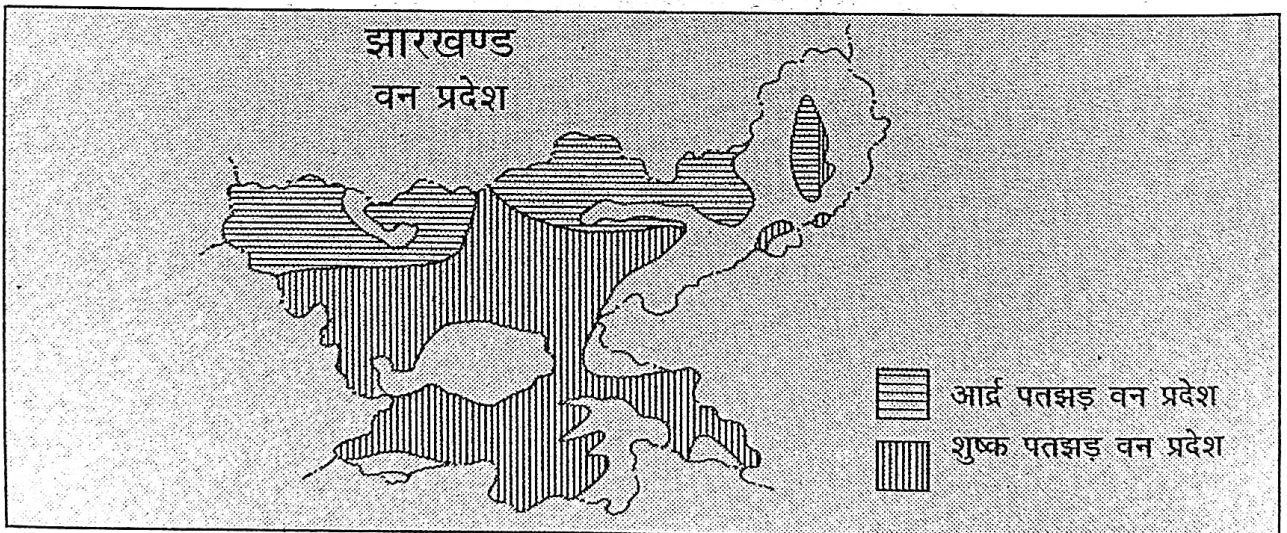 झारखण्ड
वन प्रदेश
आर्द्र पतझड़ वन प्रदेश
शुष्क पतझड़ वन प्रदेश